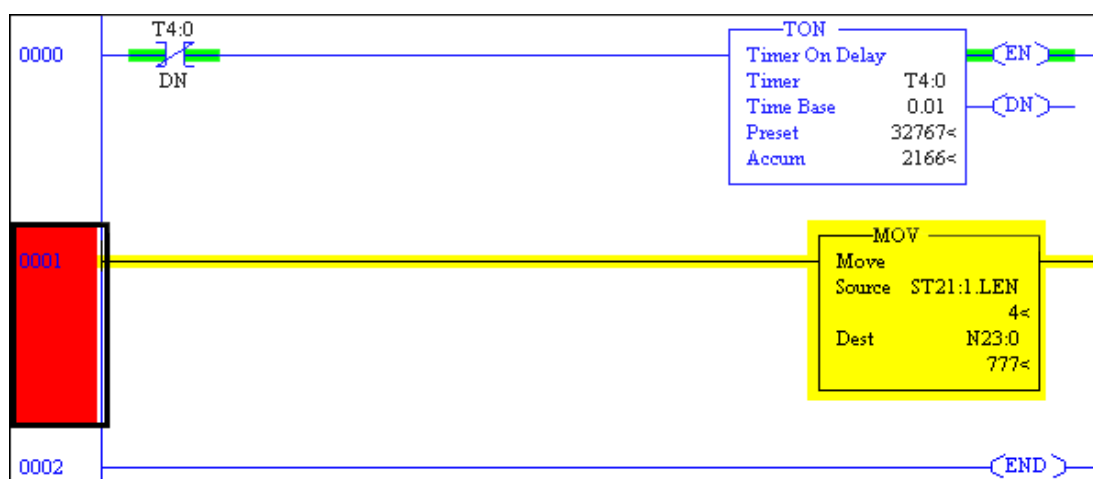 T4:0
TON
0000
Timer On Delay
EN
DN
Timer T4:0
Time Base 0.01
DN
Preset 32767<
Accum 2166<
MOV
0001
Move
Source ST21:1.LEN
4<
Dest N23:0
777<
0002
END